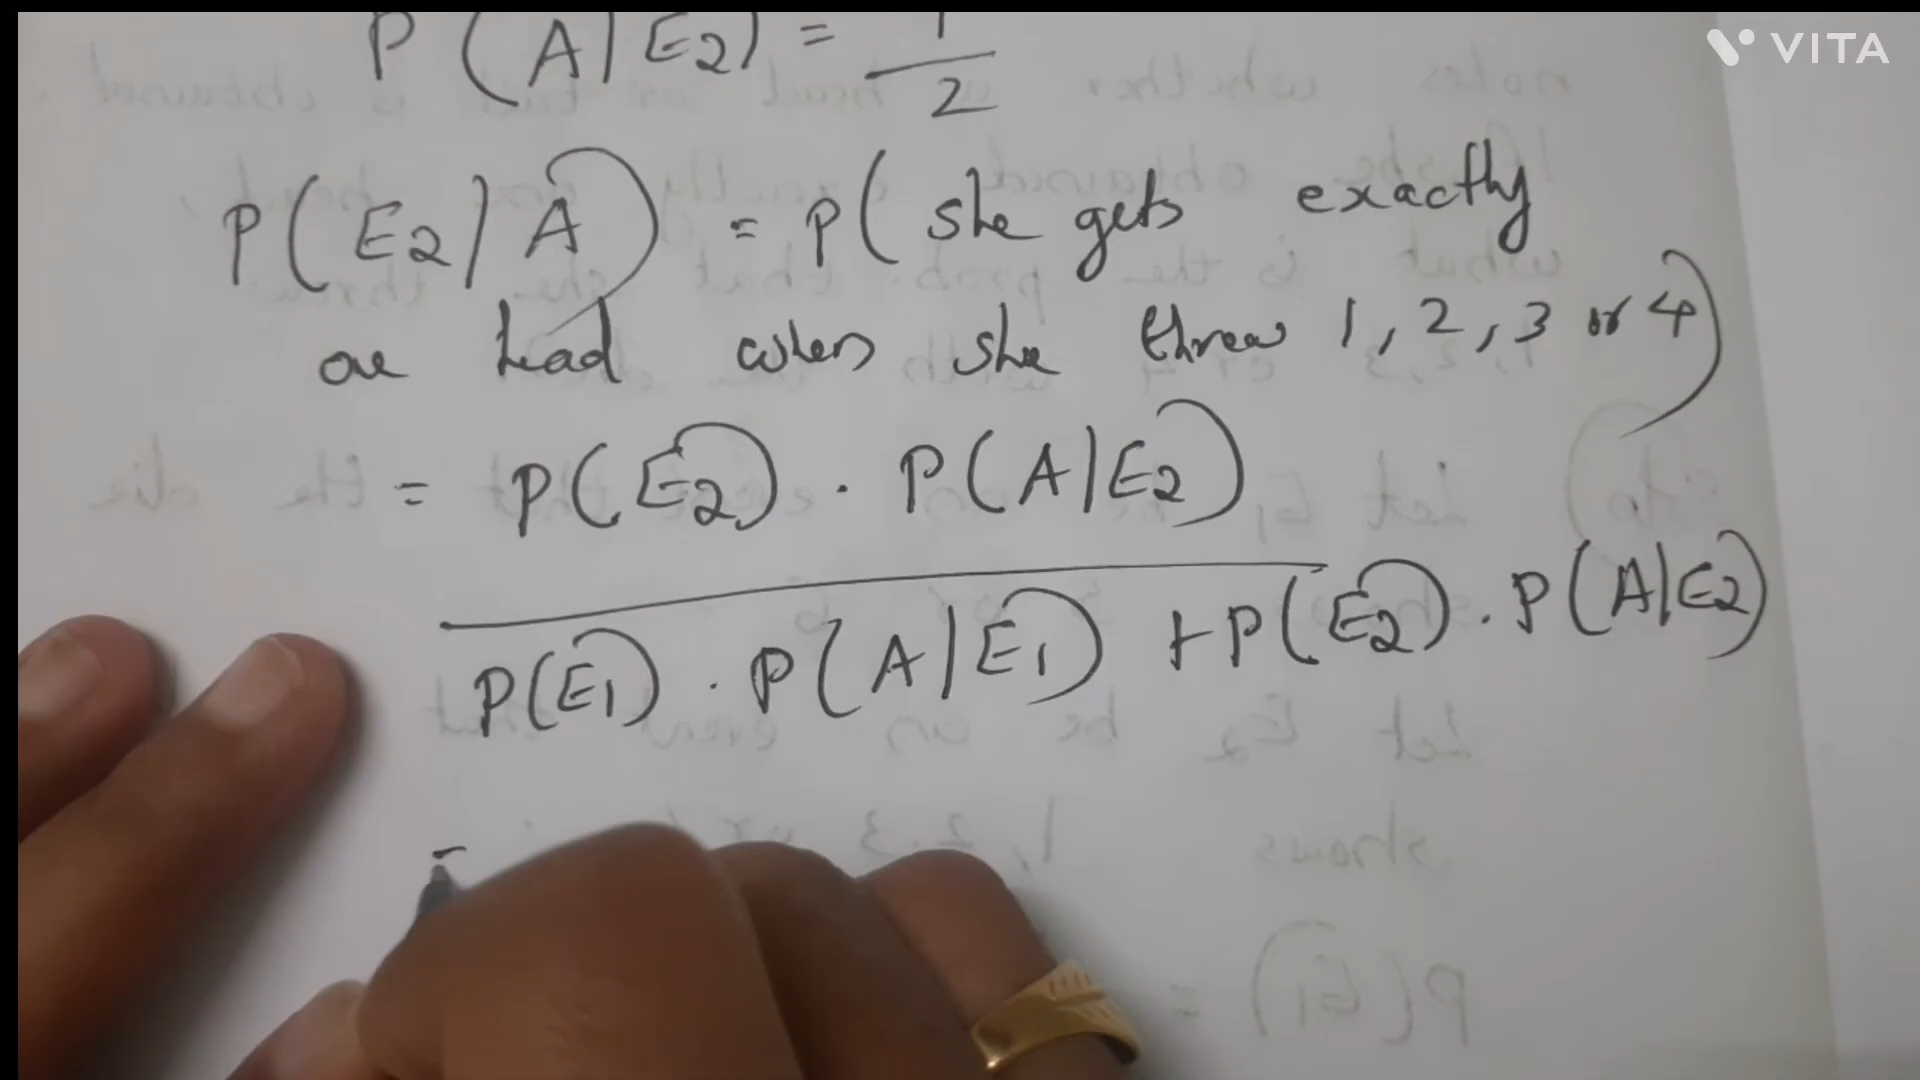 VITA
P(A|E2) = 1/2
P(E2|A) = P(she gets exactly
one head when she threw 1, 2, 3 or 4)
= P(E2) . P(A|E2)
P(E1) . P(A|E1) + P(E2) . P(A|E2)